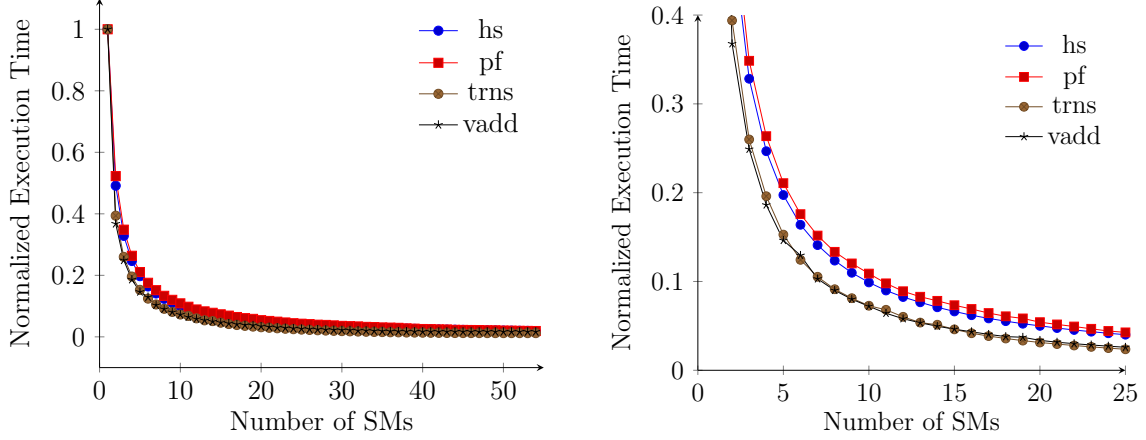 Normalized Execution Time
1
0.8
0.6
0.4
0.2
0
0
10
20
30
40
50
Number of SMs
hs
pf
trns
vadd
Normalized Execution Time
0.4
0.3
0.2
0.1
0
0
5
10
15
20
25
Number of SMs
hs
pf
trns
vadd